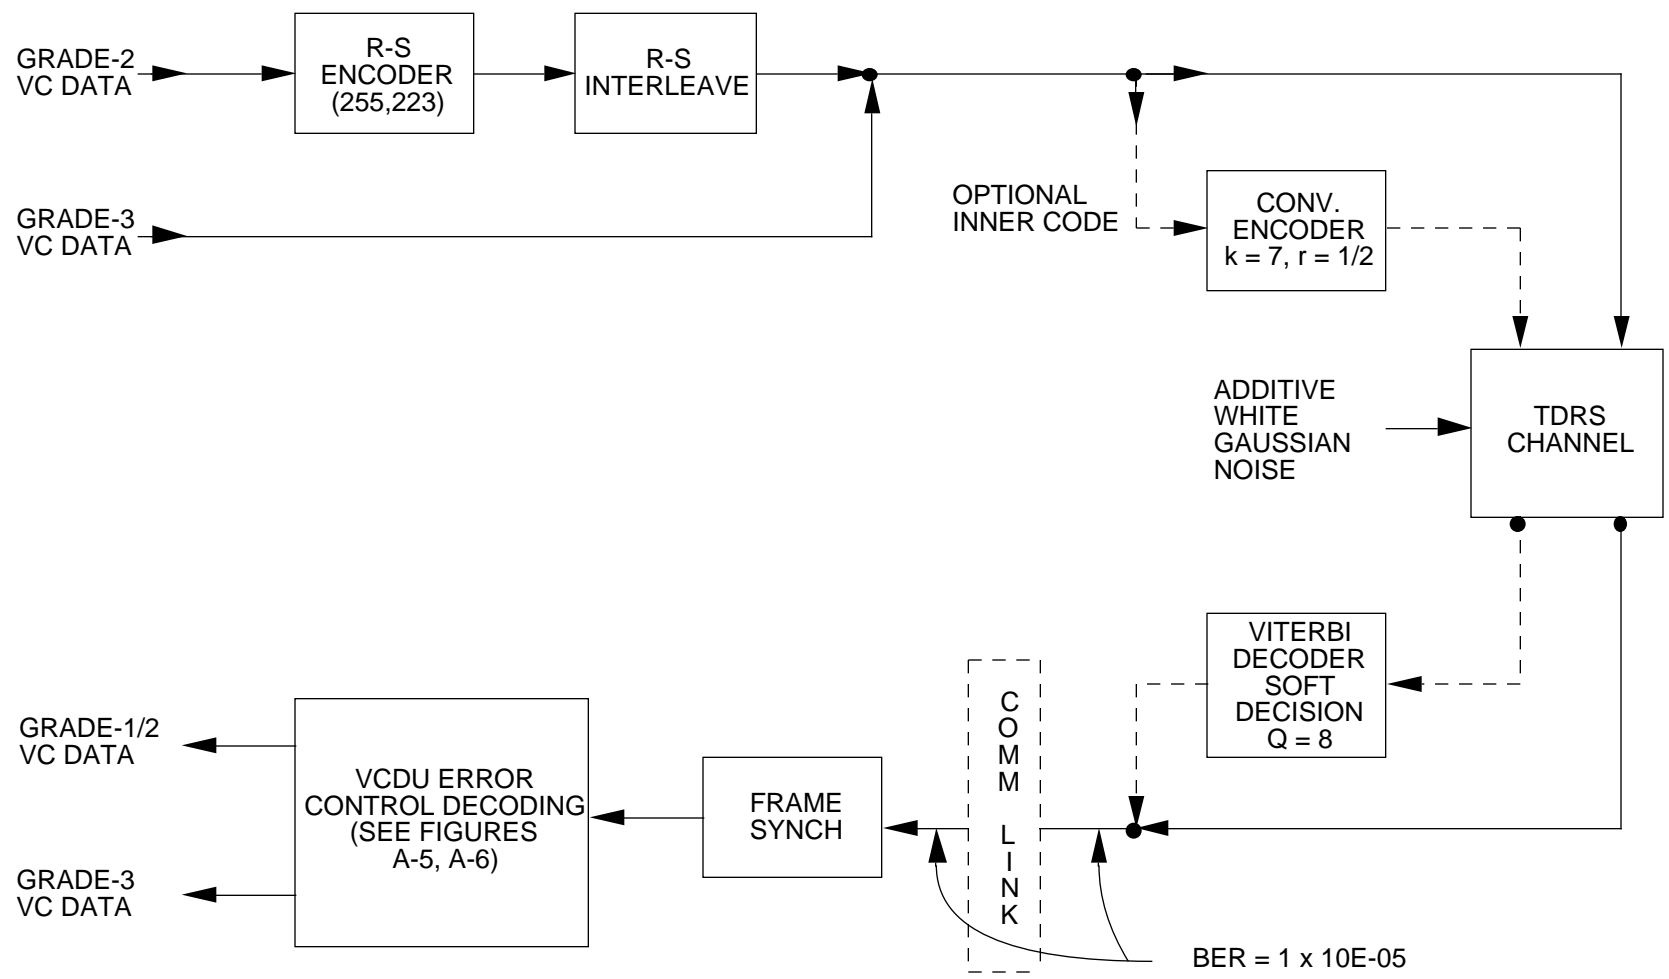 GRADE-2
VC DATA
R-S
ENCODER
(255,223)
R-S
INTERLEAVE
GRADE-3
VC DATA
OPTIONAL
INNER CODE
CONV.
ENCODER
k = 7, r = 1/2
ADDITIVE
WHITE
GAUSSIAN
NOISE
TDRS
CHANNEL
VITERBI
DECODER
SOFT
DECISION
Q = 8
COMM LINK
FRAME
SYNCH
VCDU ERROR
CONTROL DECODING
(SEE FIGURES
A-5, A-6)
GRADE-1/2
VC DATA
GRADE-3
VC DATA
BER = 1 x 10E-05